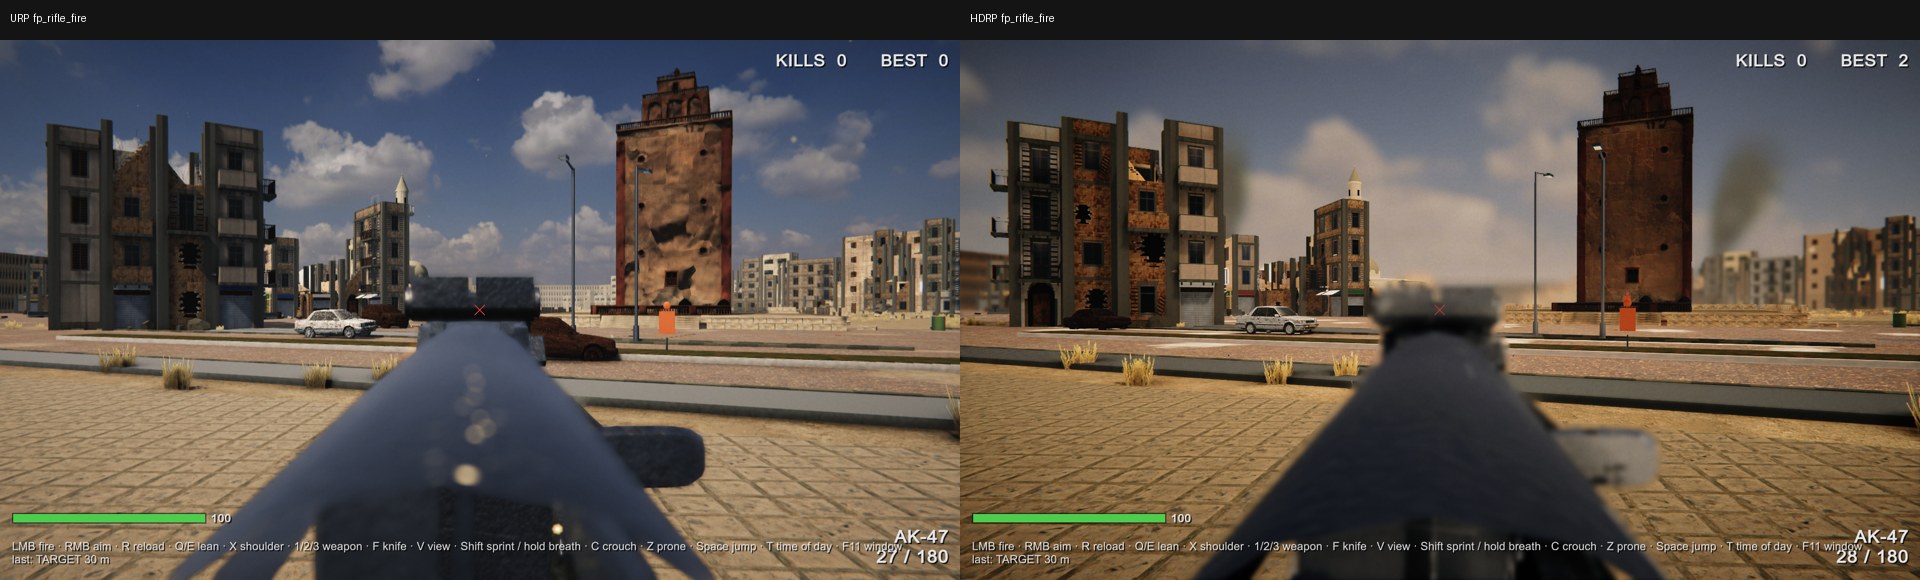 URP fp_rifle_fire
HDRP fp_rifle_fire
KILLS 0 BEST 0
KILLS 0 BEST 2
100
AK-47
LMB fire · RMB aim · R reload · Q/E lean · X shoulder · 1/2/3 weapon · F knife · V view · Shift sprint / hold breath · C crouch · Z prone · Space jump · T time of day · F11 window
last: TARGET 30 m
27 / 180
100
AK-47
LMB fire · RMB aim · R reload · Q/E lean · X shoulder · 1/2/3 weapon · F knife · V view · Shift sprint / hold breath · C crouch · Z prone · Space jump · T time of day · F11 window
last: TARGET 30 m
28 / 180